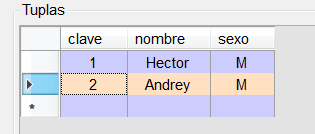 Tuplas
clave nombre sexo
1 Hector M
2 Andrey M
*